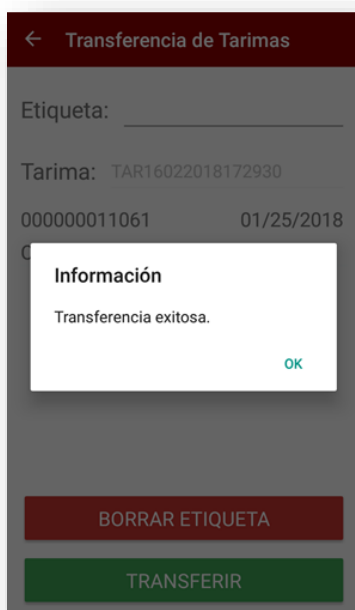 ← Transferencia de Tarimas
Etiqueta:
Tarima: TAR16022018172930
000000011061 01/25/2018
Información
Transferencia exitosa.
OK
BORRAR ETIQUETA
TRANSFERIR